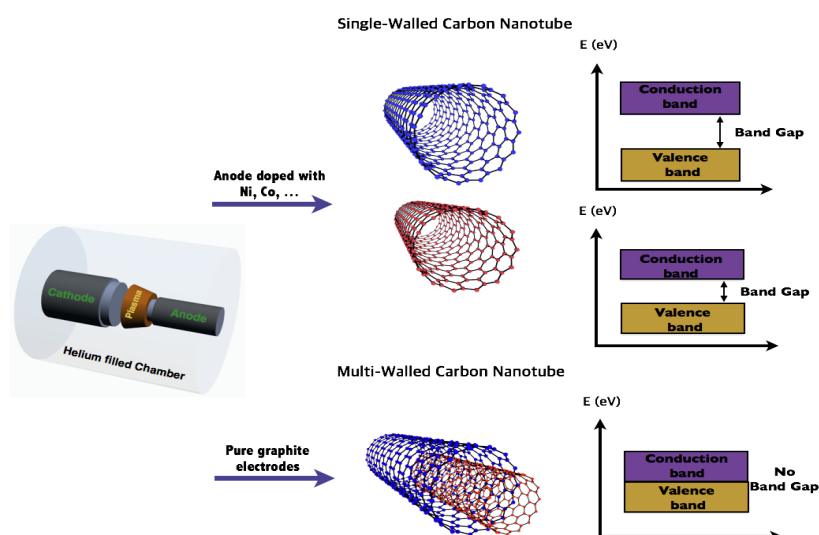 Single-Walled Carbon Nanotube
E (eV)
Conduction
band
Band Gap
Valence
band
Anode doped with
Ni, Co, ...
E (eV)
Conduction
band
Band Gap
Valence
band
Cathode
Plasma
Anode
Helium filled Chamber
Multi-Walled Carbon Nanotube
E (eV)
Pure graphite
electrodes
Conduction
band
Valence
band
No
Band Gap